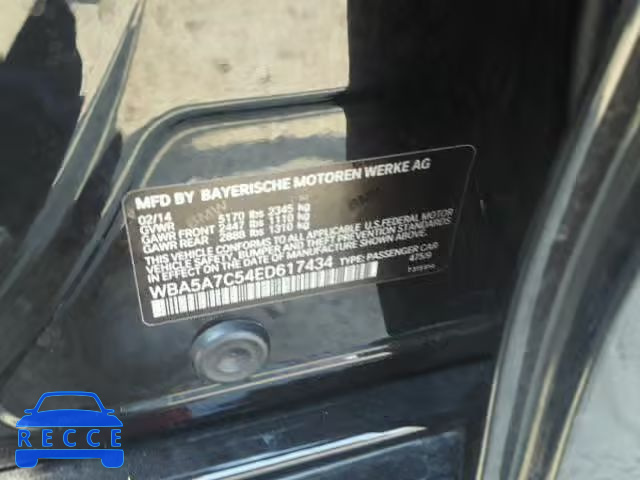 MFD BY BAYERISCHE MOTOREN WERKE AG
02/14
GVWR 5170 lbs 2345 kg
GAWR FRONT 2447 lbs 1110 kg
GAWR REAR 2888 lbs 1310 kg
THIS VEHICLE CONFORMS TO ALL APPLICABLE U.S. FEDERAL MOTOR
VEHICLE SAFETY, BUMPER, AND THEFT PREVENTION STANDARDS
IN EFFECT ON THE DATE OF MANUFACTURE SHOWN ABOVE.
WBA5A7C54ED617434 TYPE: PASSENGER CAR
475/9
RECCE